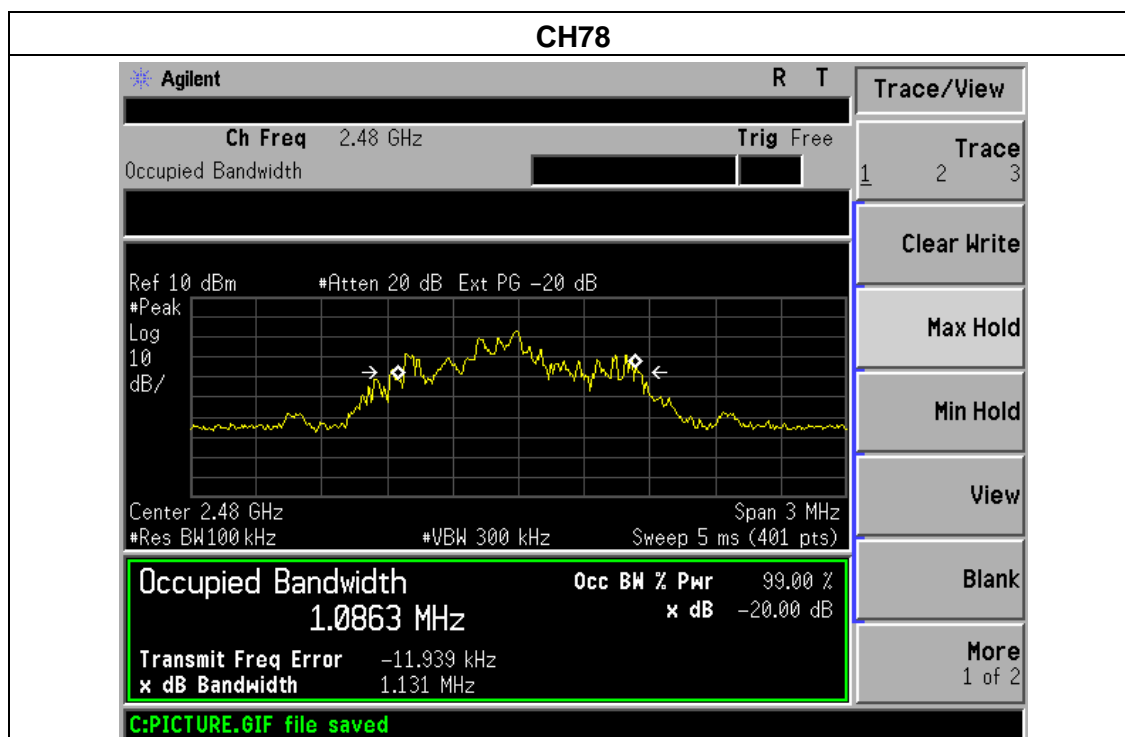 CH78
Agilent
R T
Trace/View
Ch Freq 2.48 GHz
Trig Free
Occupied Bandwidth
Trace
1 2 3
Clear Write
Ref 10 dBm #Atten 20 dB Ext PG −20 dB
#Peak
Log
10
dB/
Max Hold
Min Hold
View
Center 2.48 GHz Span 3 MHz
#Res BW 100 kHz #VBW 300 kHz Sweep 5 ms (401 pts)
Occupied Bandwidth
1.0863 MHz
Occ BW % Pwr 99.00 %
x dB −20.00 dB
Blank
Transmit Freq Error −11.939 kHz
x dB Bandwidth 1.131 MHz
More
1 of 2
C:PICTURE.GIF file saved